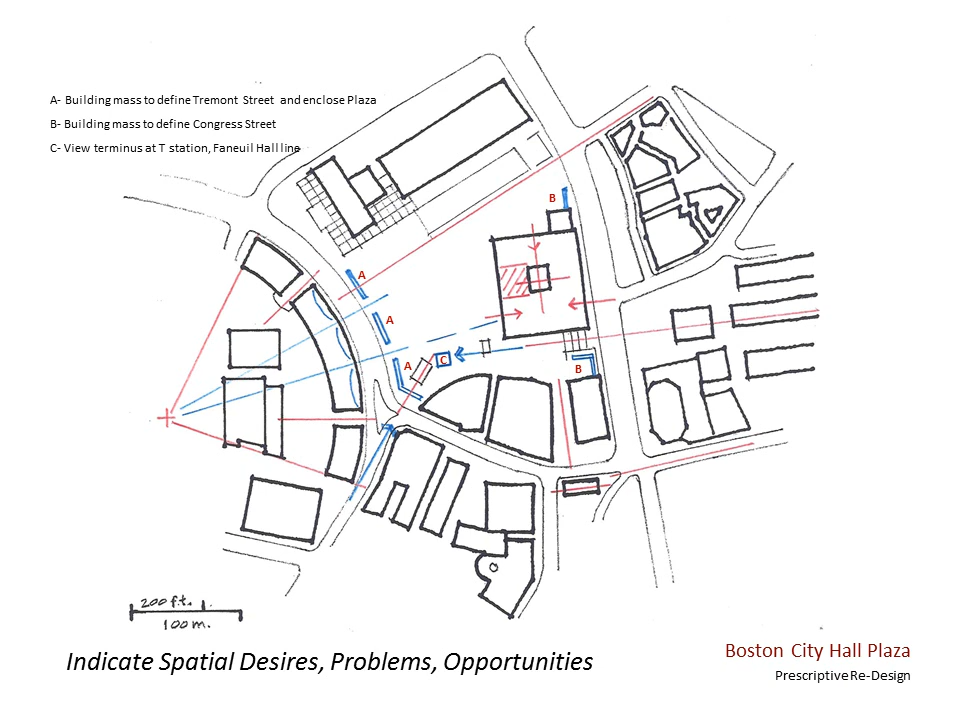 A- Building mass to define Tremont Street and enclose Plaza
B- Building mass to define Congress Street
C- View terminus at T station, Faneuil Hall line
B
A
A
A
C
B
200 ft.
100 m.
Indicate Spatial Desires, Problems, Opportunities
Boston City Hall Plaza
Prescriptive Re-Design